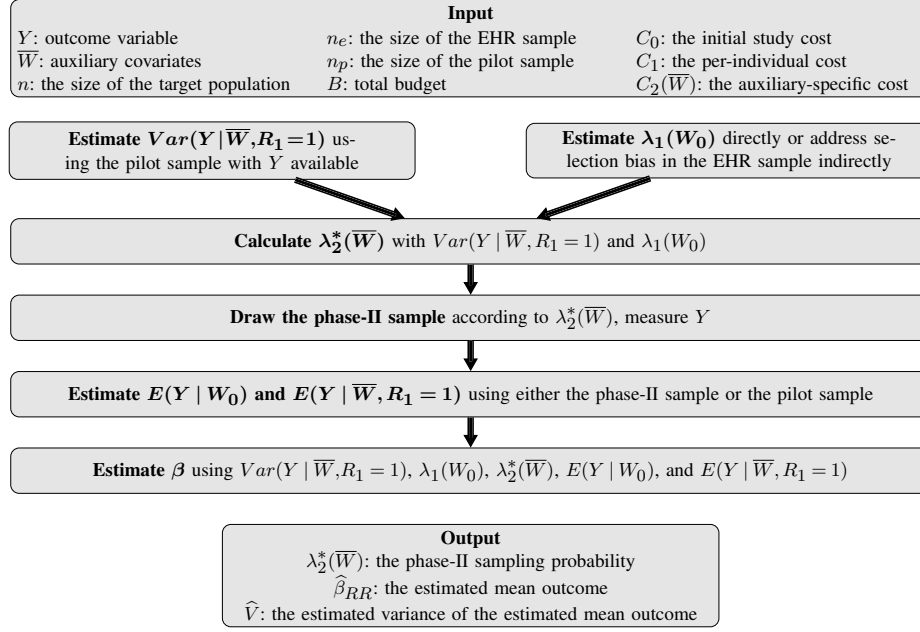 Input
Y: outcome variable
W̅: auxiliary covariates
n: the size of the target population
n_e: the size of the EHR sample
n_p: the size of the pilot sample
B: total budget
C_0: the initial study cost
C_1: the per-individual cost
C_2(W̅): the auxiliary-specific cost
Estimate Var(Y | W̅, R_1=1) us-
ing the pilot sample with Y available
Estimate λ_1(W_0) directly or address se-
lection bias in the EHR sample indirectly
Calculate λ_2^*(W̅) with Var(Y | W̅, R_1 = 1) and λ_1(W_0)
Draw the phase-II sample according to λ_2^*(W̅), measure Y
Estimate E(Y | W_0) and E(Y | W̅, R_1 = 1) using either the phase-II sample or the pilot sample
Estimate β using Var(Y | W̅, R_1 = 1), λ_1(W_0), λ_2^*(W̅), E(Y | W_0), and E(Y | W̅, R_1 = 1)
Output
λ_2^*(W̅): the phase-II sampling probability
β̂_RR: the estimated mean outcome
V̂: the estimated variance of the estimated mean outcome